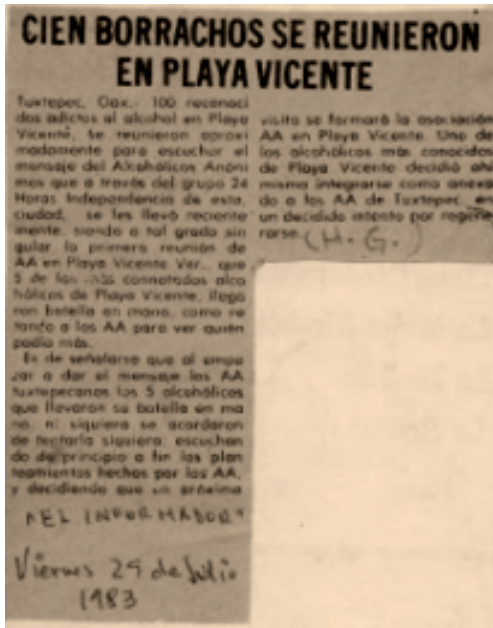 CIEN BORRACHOS SE REUNIERON
EN PLAYA VICENTE
Tuxtepec, Oax.- 100 reconoci
dos adictos al alcohol en Playa
Vicente, se reunieron aproxi
madamente para escuchar el
mensaje del Alcohólicos Anóni
mos que a través del grupo 24
Horas Independencia de esta,
ciudad, se les llevó reciente
mente, siendo a tal grado sin
gular la primera reunión de
AA en Playa Vicente Ver., que
5 de los más connotados alco
hólicos de Playa Vicente, llega
ron botella en mano, como re
tando a los AA para ver quién
podía más.
Es de señalarse que al empe
zar a dar el mensaje los AA
tuxtepecanos los 5 alcohólicos
que llevaron su botella en ma
no, ni siquiera se acordaron
de tentarla siquiera, escuchan
do de principio a fin los plan
teamientos hechos por los AA,
y decidiendo que un próxima
visita se formará la asociación
AA en Playa Vicente. Uno de
los alcohólicos más conocidos
de Playa Vicente decidió ahí
mismo integrarse como anexa
do a los AA de Tuxtepec, en
un decidido intento por regene
rarse. (H. G.)
"EL INFORMADOR"
Viernes 29 de Julio
1983